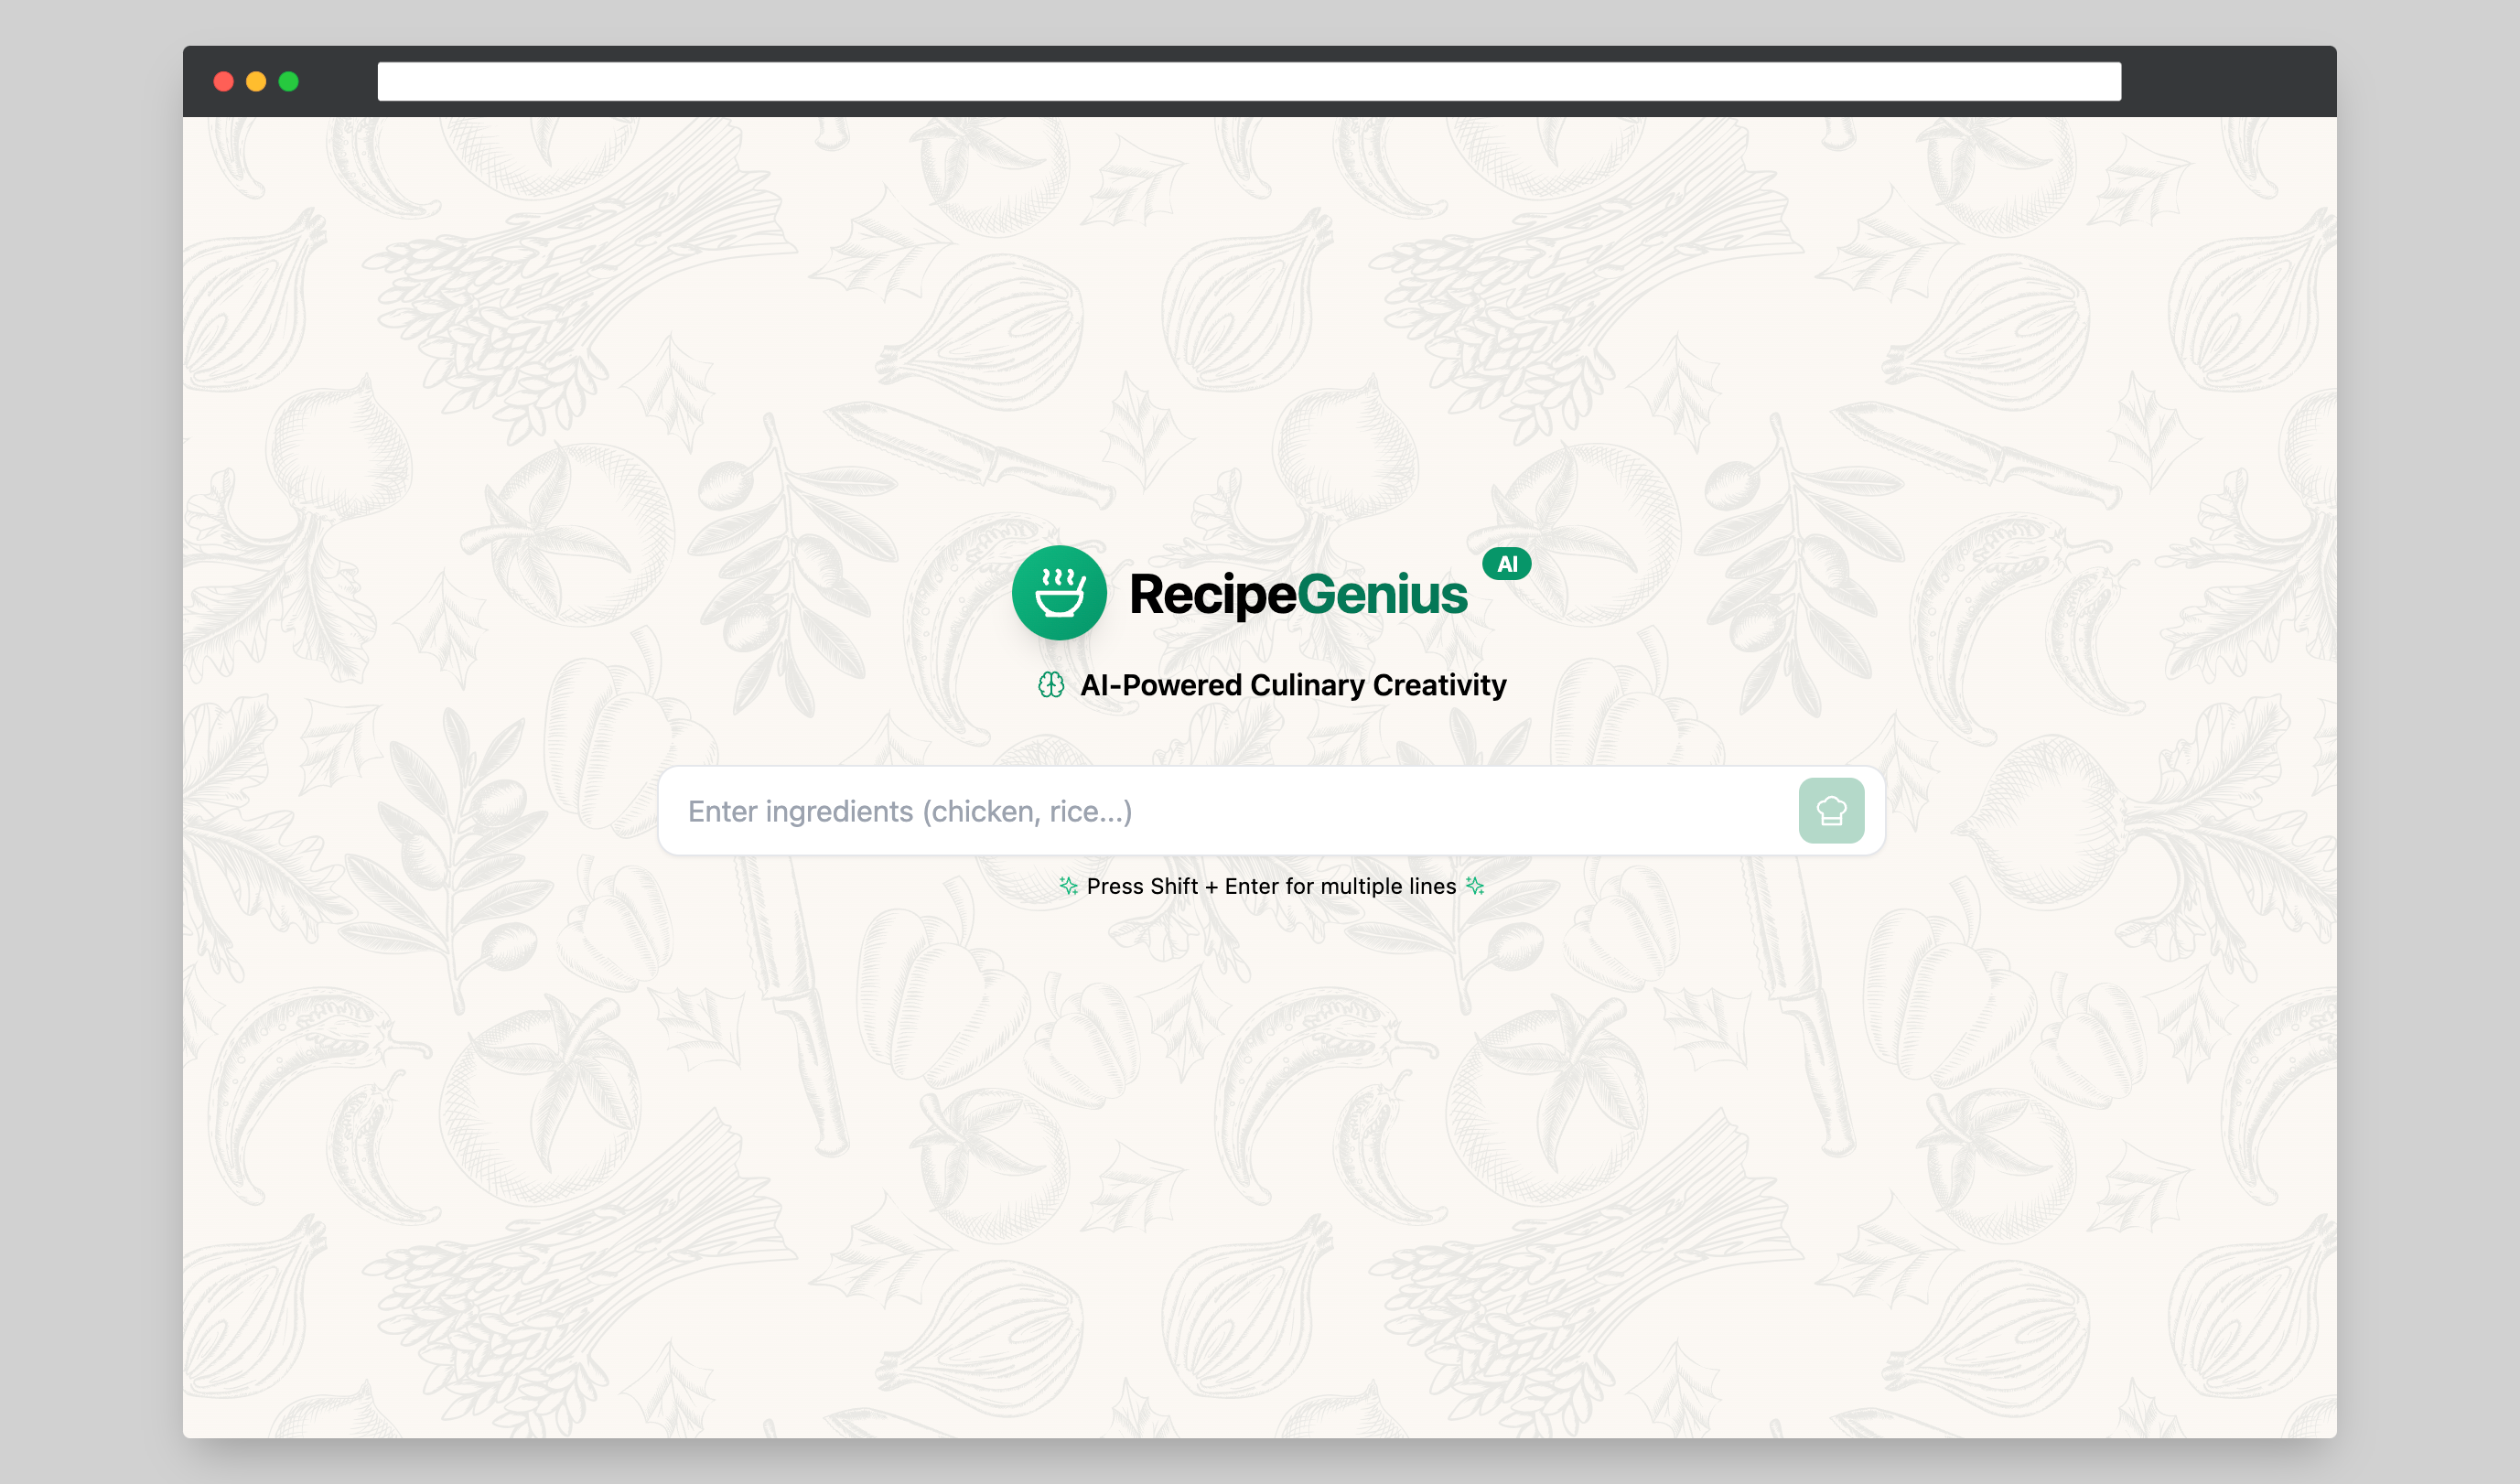 RecipeGenius AI
AI-Powered Culinary Creativity
Enter ingredients (chicken, rice...)
Press Shift + Enter for multiple lines